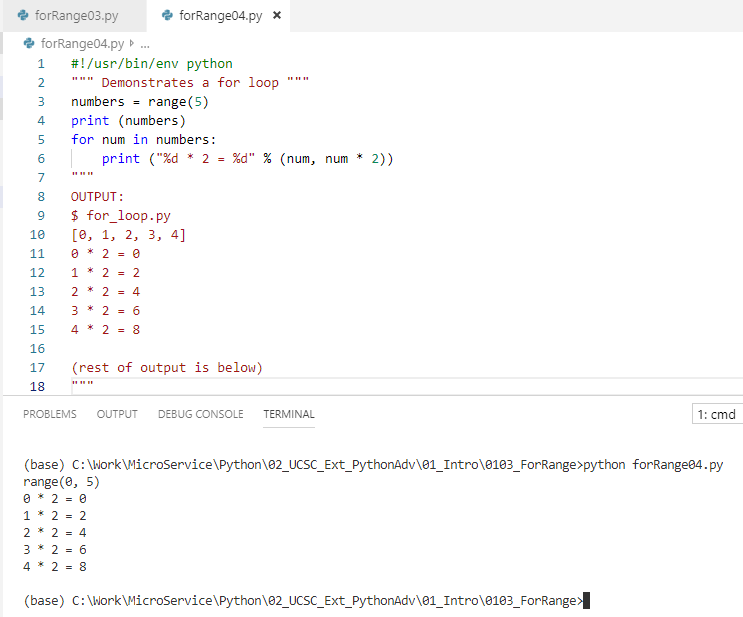 forRange03.py forRange04.py ×
forRange04.py ▸ ...
1 #!/usr/bin/env python
2 """ Demonstrates a for loop """
3 numbers = range(5)
4 print (numbers)
5 for num in numbers:
6     print ("%d * 2 = %d" % (num, num * 2))
7 """
8 OUTPUT:
9 $ for_loop.py
10 [0, 1, 2, 3, 4]
11 0 * 2 = 0
12 1 * 2 = 2
13 2 * 2 = 4
14 3 * 2 = 6
15 4 * 2 = 8
16
17 (rest of output is below)
18 """
PROBLEMS OUTPUT DEBUG CONSOLE TERMINAL 1: cmd
(base) C:\Work\MicroService\Python\02_UCSC_Ext_PythonAdv\01_Intro\0103_ForRange>python forRange04.py
range(0, 5)
0 * 2 = 0
1 * 2 = 2
2 * 2 = 4
3 * 2 = 6
4 * 2 = 8
(base) C:\Work\MicroService\Python\02_UCSC_Ext_PythonAdv\01_Intro\0103_ForRange>